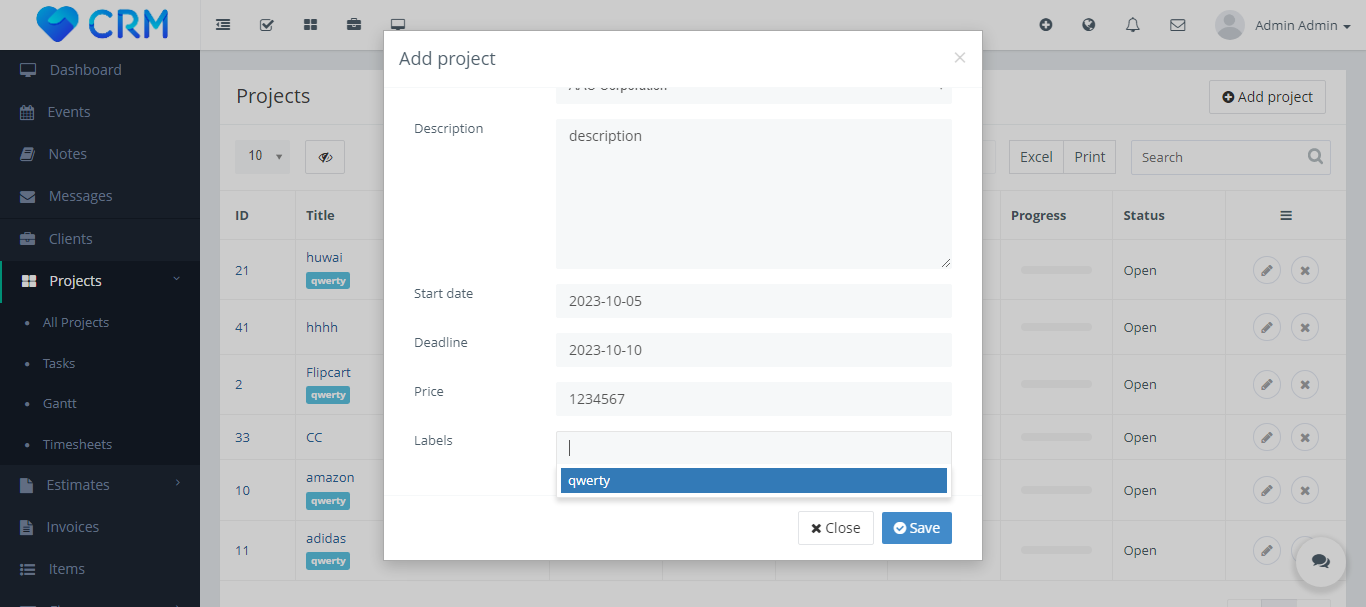 CRM
Admin Admin
Dashboard
Events
Notes
Messages
Clients
Projects
All Projects
Tasks
Gantt
Timesheets
Estimates
Invoices
Items
Projects
Add project
10
Excel
Print
Search
ID
Title
Progress
Status
21
huwai
qwerty
Open
41
hhhh
Open
2
Flipcart
qwerty
Open
33
CC
Open
10
amazon
qwerty
Open
11
adidas
qwerty
Open
Add project
×
Description
description
Start date
2023-10-05
Deadline
2023-10-10
Price
1234567
Labels
qwerty
Close
Save